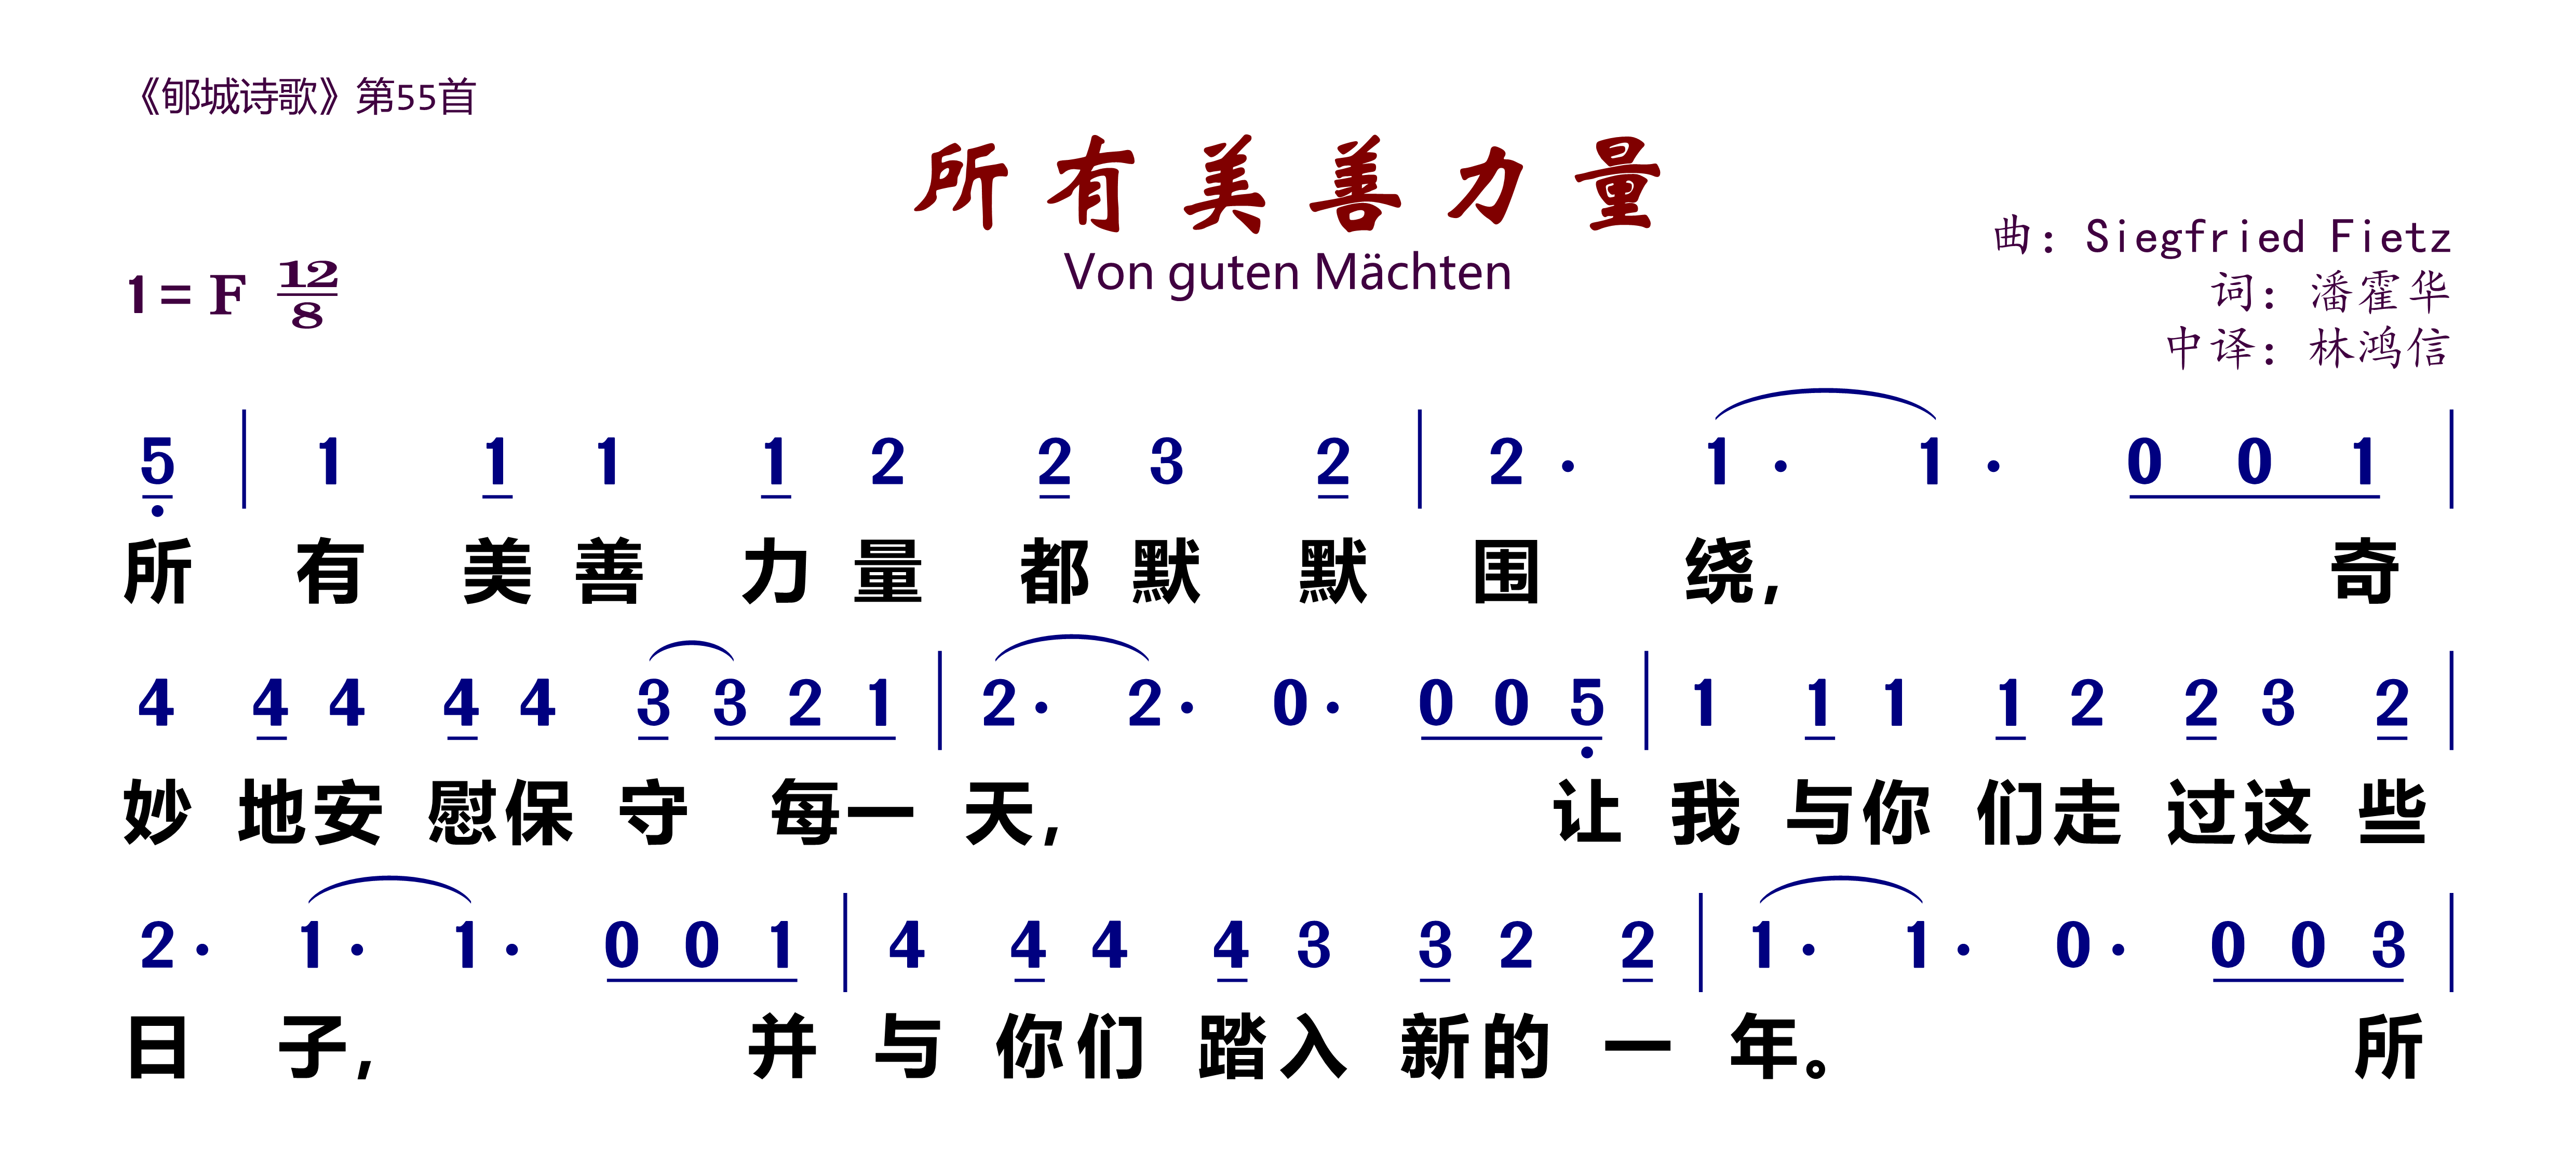 《郇城诗歌》第55首
所有美善力量
Von guten Mächten
曲：Siegfried Fietz
词：潘霍华
中译：林鸿信
1= F 12/8
5 | 1 1 1 1 2 2 3 2 | 2· 1· 1· 0 0 1 |
所 有 美 善 力 量 都 默 默 围 绕, 奇
4 4 4 4 4 3 3 2 1 | 2· 2· 0· 0 0 5 | 1 1 1 1 2 2 3 2 |
妙 地 安 慰 保 守 每 一 天, 让 我 与 你 们 走 过 这 些
2· 1· 1· 0 0 1 | 4 4 4 4 3 3 2 2 | 1· 1· 0· 0 0 3 |
日 子, 并 与 你 们 踏 入 新 的 一 年。 所